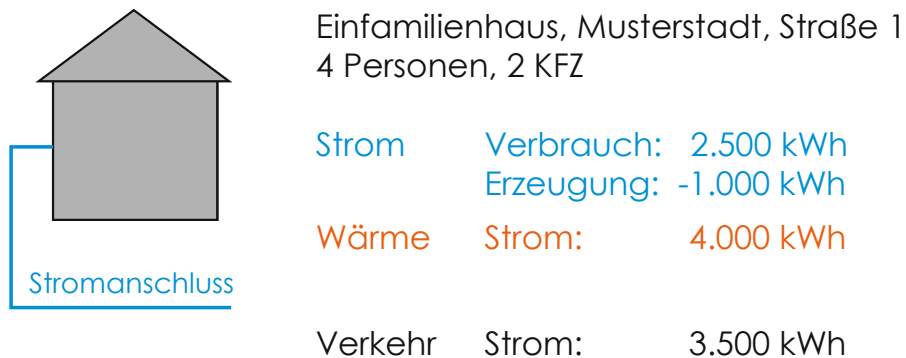 Einfamilienhaus, Musterstadt, Straße 1
4 Personen, 2 KFZ
Strom Verbrauch: 2.500 kWh
Erzeugung: -1.000 kWh
Wärme Strom: 4.000 kWh
Stromanschluss
Verkehr Strom: 3.500 kWh